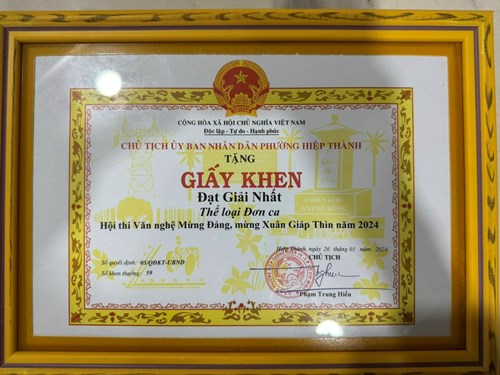 CỘNG HÒA XÃ HỘI CHỦ NGHĨA VIỆT NAM
Độc lập - Tự do - Hạnh phúc
CHỦ TỊCH ỦY BAN NHÂN DÂN PHƯỜNG HIỆP THÀNH
TẶNG
GIẤY KHEN
Đạt Giải Nhất
Thể loại Đơn ca
Hội thi Văn nghệ Mừng Đảng, mừng Xuân Giáp Thìn năm 2024
Hiệp Thành, ngày 26 tháng 01 năm 2024
Số quyết định: 05/QĐKT-UBND
CHỦ TỊCH
Số khen thưởng: 59
Phạm Trung Hiếu